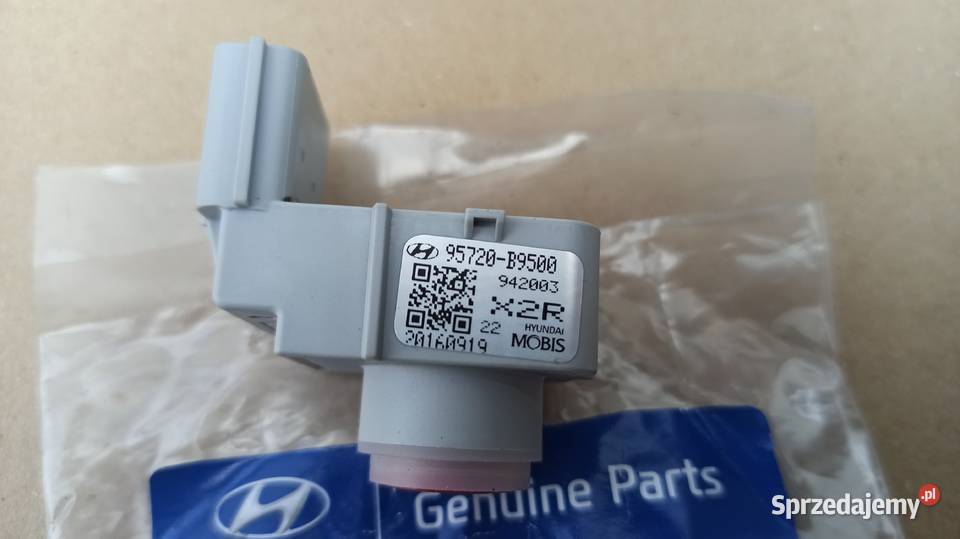 95720-B9500
942003
X2R
22
HYUNDAI
MOBIS
20160919
Genuine Parts
Sprzedajemy.pl